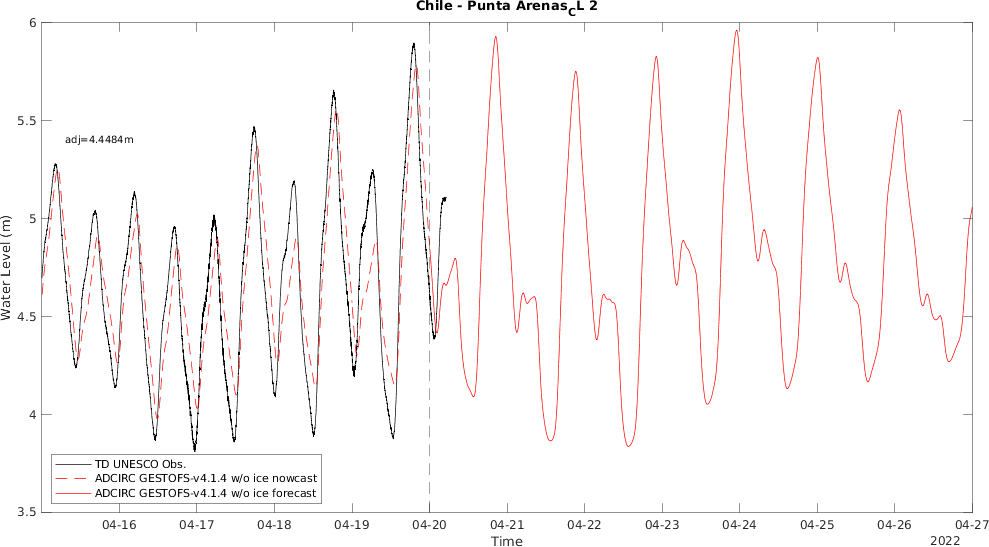 Chile - Punta Arenas_CL 2
6
5.5
5
4.5
4
3.5
Water Level (m)
adj=4.4484m
TD UNESCO Obs.
ADCIRC GESTOFS-v4.1.4 w/o ice nowcast
ADCIRC GESTOFS-v4.1.4 w/o ice forecast
04-16 04-17 04-18 04-19 04-20 04-21 04-22 04-23 04-24 04-25 04-26 04-27
Time
2022